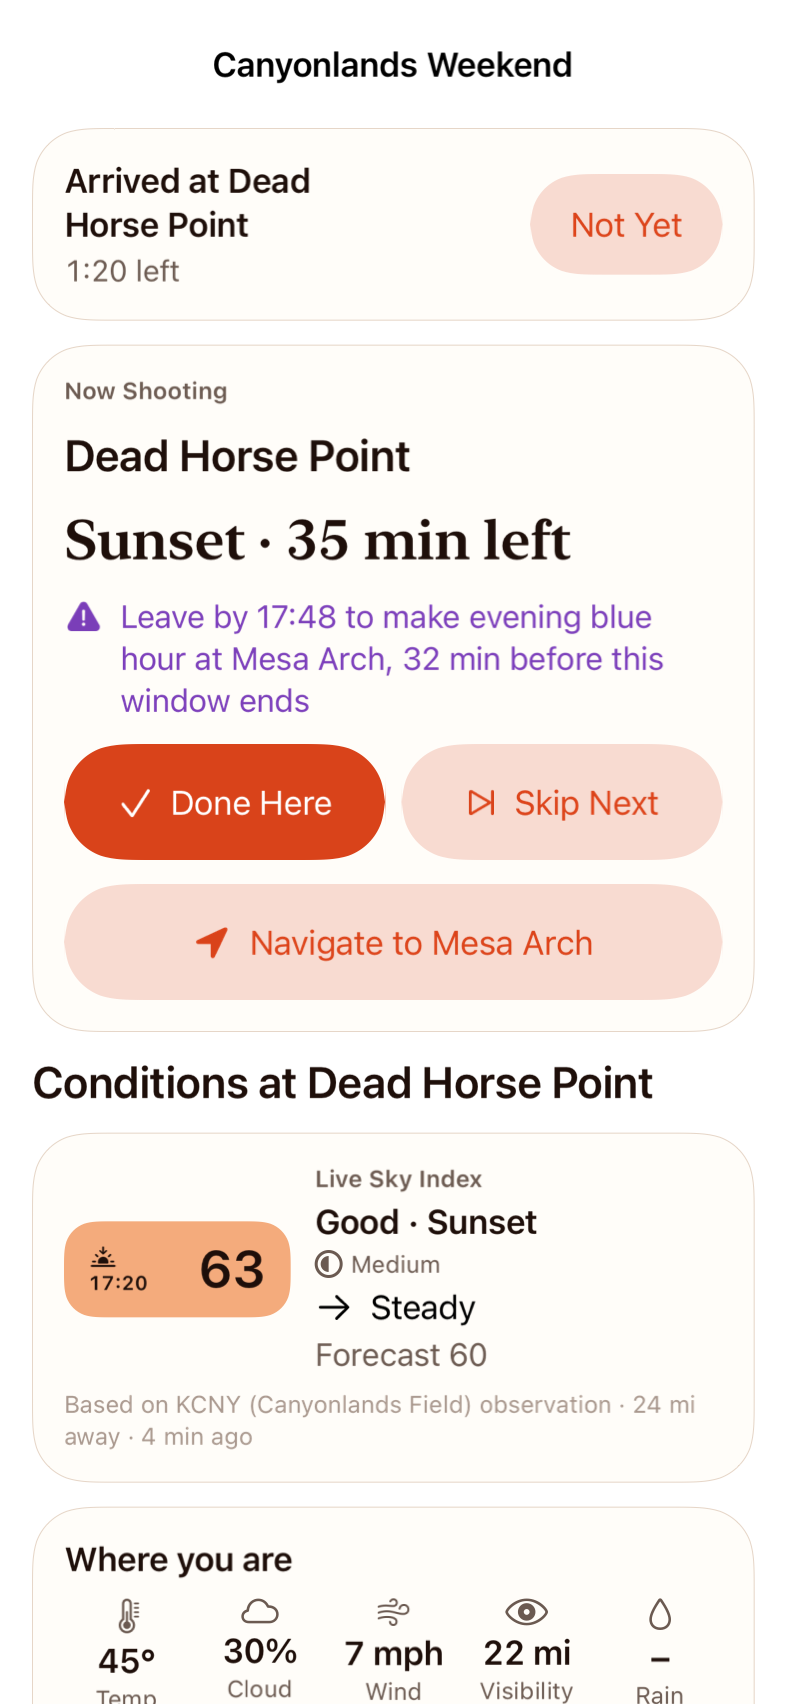 Canyonlands Weekend
Arrived at Dead
Horse Point
1:20 left
Not Yet
Now Shooting
Dead Horse Point
Sunset · 35 min left
Leave by 17:48 to make evening blue
hour at Mesa Arch, 32 min before this
window ends
Done Here
Skip Next
Navigate to Mesa Arch
Conditions at Dead Horse Point
17:20
63
Live Sky Index
Good · Sunset
Medium
Steady
Forecast 60
Based on KCNY (Canyonlands Field) observation · 24 mi
away · 4 min ago
Where you are
45° 30% 7 mph 22 mi –
Temp Cloud Wind Visibility Rain